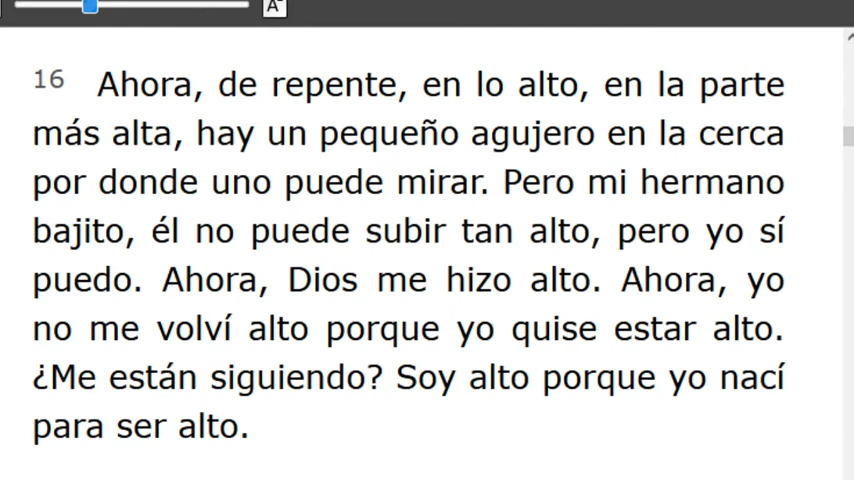 A
16 Ahora, de repente, en lo alto, en la parte
más alta, hay un pequeño agujero en la cerca
por donde uno puede mirar. Pero mi hermano
bajito, él no puede subir tan alto, pero yo sí
puedo. Ahora, Dios me hizo alto. Ahora, yo
no me volví alto porque yo quise estar alto.
¿Me están siguiendo? Soy alto porque yo nací
para ser alto.